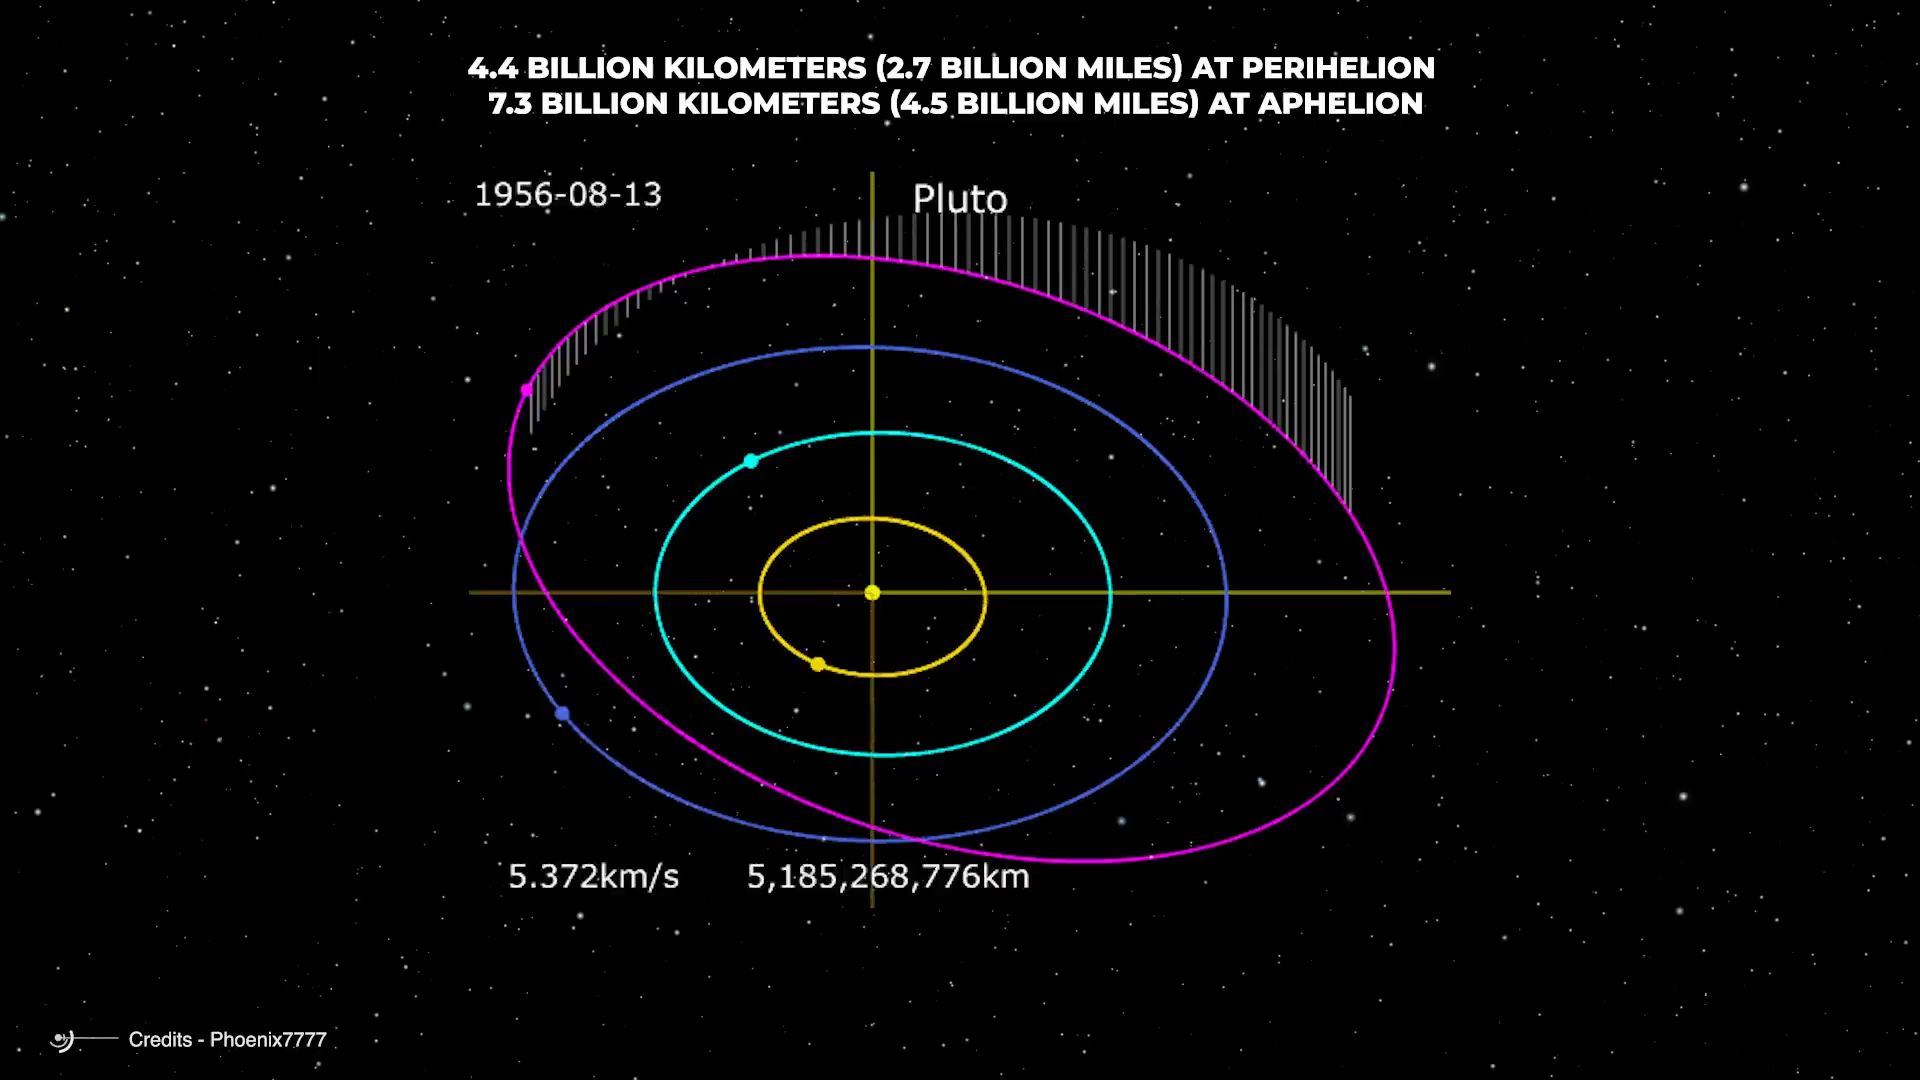 4.4 BILLION KILOMETERS (2.7 BILLION MILES) AT PERIHELION
7.3 BILLION KILOMETERS (4.5 BILLION MILES) AT APHELION
1956-08-13
Pluto
5.372km/s
5,185,268,776km
Credits - Phoenix7777